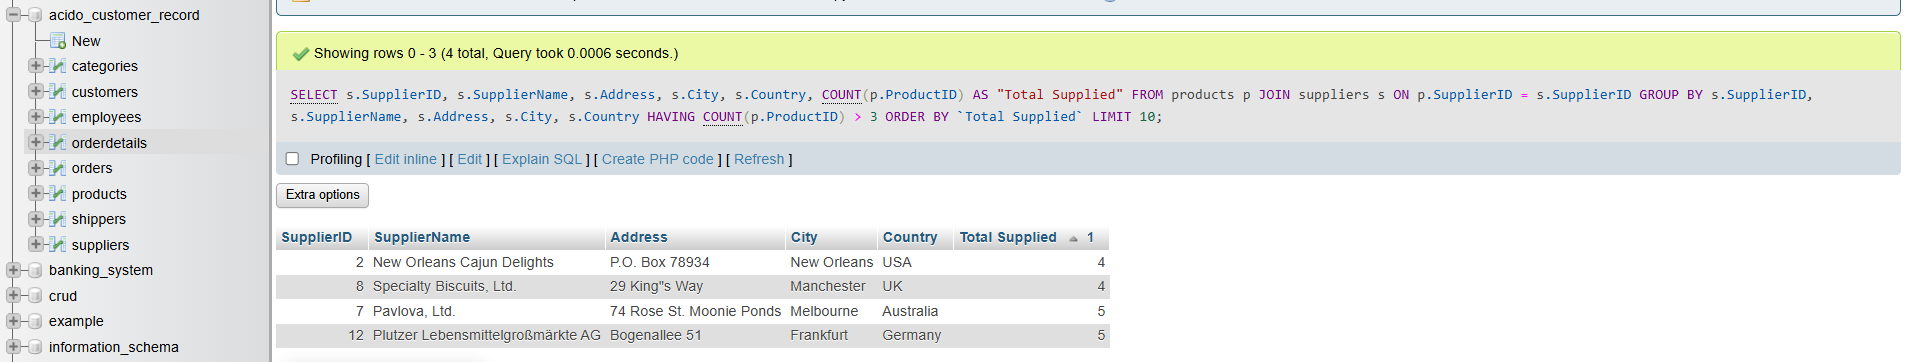 acido_customer_record
New
categories
customers
employees
orderdetails
orders
products
shippers
suppliers
banking_system
crud
example
information_schema
Showing rows 0 - 3 (4 total, Query took 0.0006 seconds.)
SELECT s.SupplierID, s.SupplierName, s.Address, s.City, s.Country, COUNT(p.ProductID) AS "Total Supplied" FROM products p JOIN suppliers s ON p.SupplierID = s.SupplierID GROUP BY s.SupplierID,
s.SupplierName, s.Address, s.City, s.Country HAVING COUNT(p.ProductID) > 3 ORDER BY `Total Supplied` LIMIT 10;
Profiling [ Edit inline ] [ Edit ] [ Explain SQL ] [ Create PHP code ] [ Refresh ]
Extra options
SupplierID SupplierName Address City Country Total Supplied 1
2 New Orleans Cajun Delights P.O. Box 78934 New Orleans USA 4
8 Specialty Biscuits, Ltd. 29 King"s Way Manchester UK 4
7 Pavlova, Ltd. 74 Rose St. Moonie Ponds Melbourne Australia 5
12 Plutzer Lebensmittelgroßmärkte AG Bogenallee 51 Frankfurt Germany 5